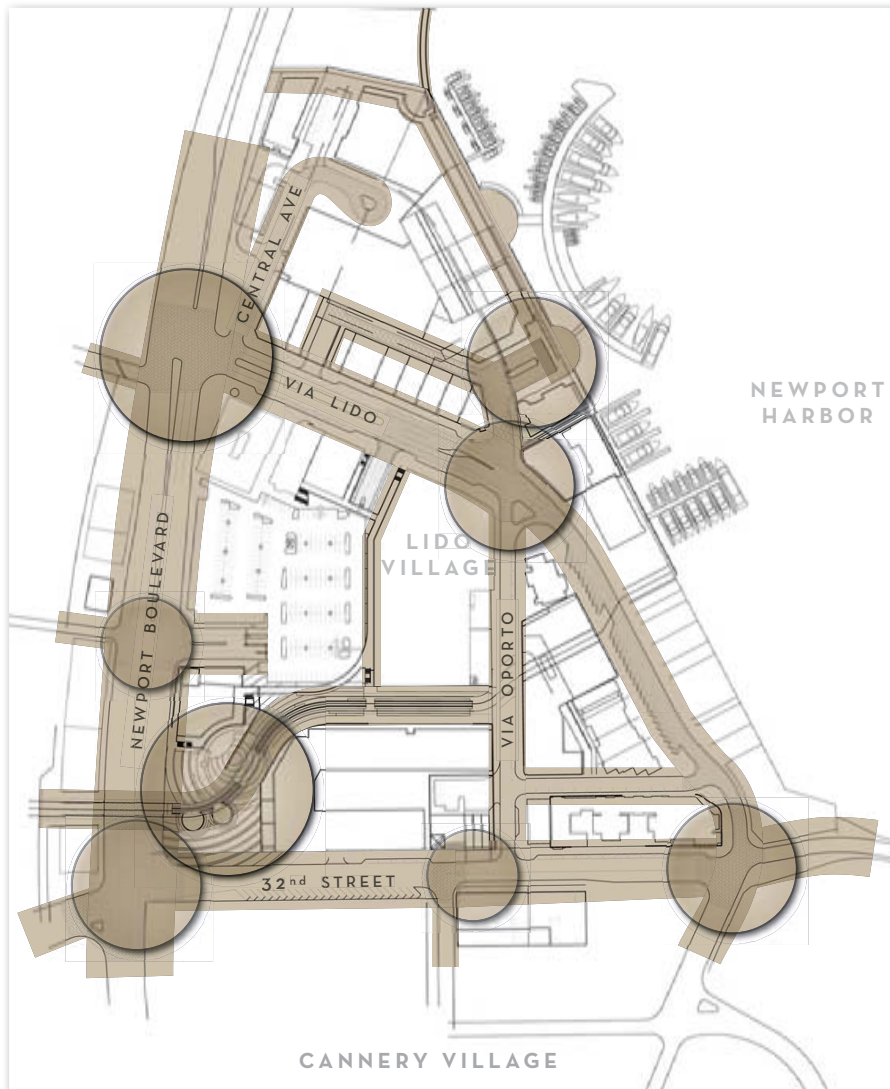 CENTRAL AVE
VIA LIDO
NEWPORT
HARBOR
NEWPORT BOULEVARD
LIDO
VILLAGE
VIA OPORTO
32nd STREET
CANNERY VILLAGE